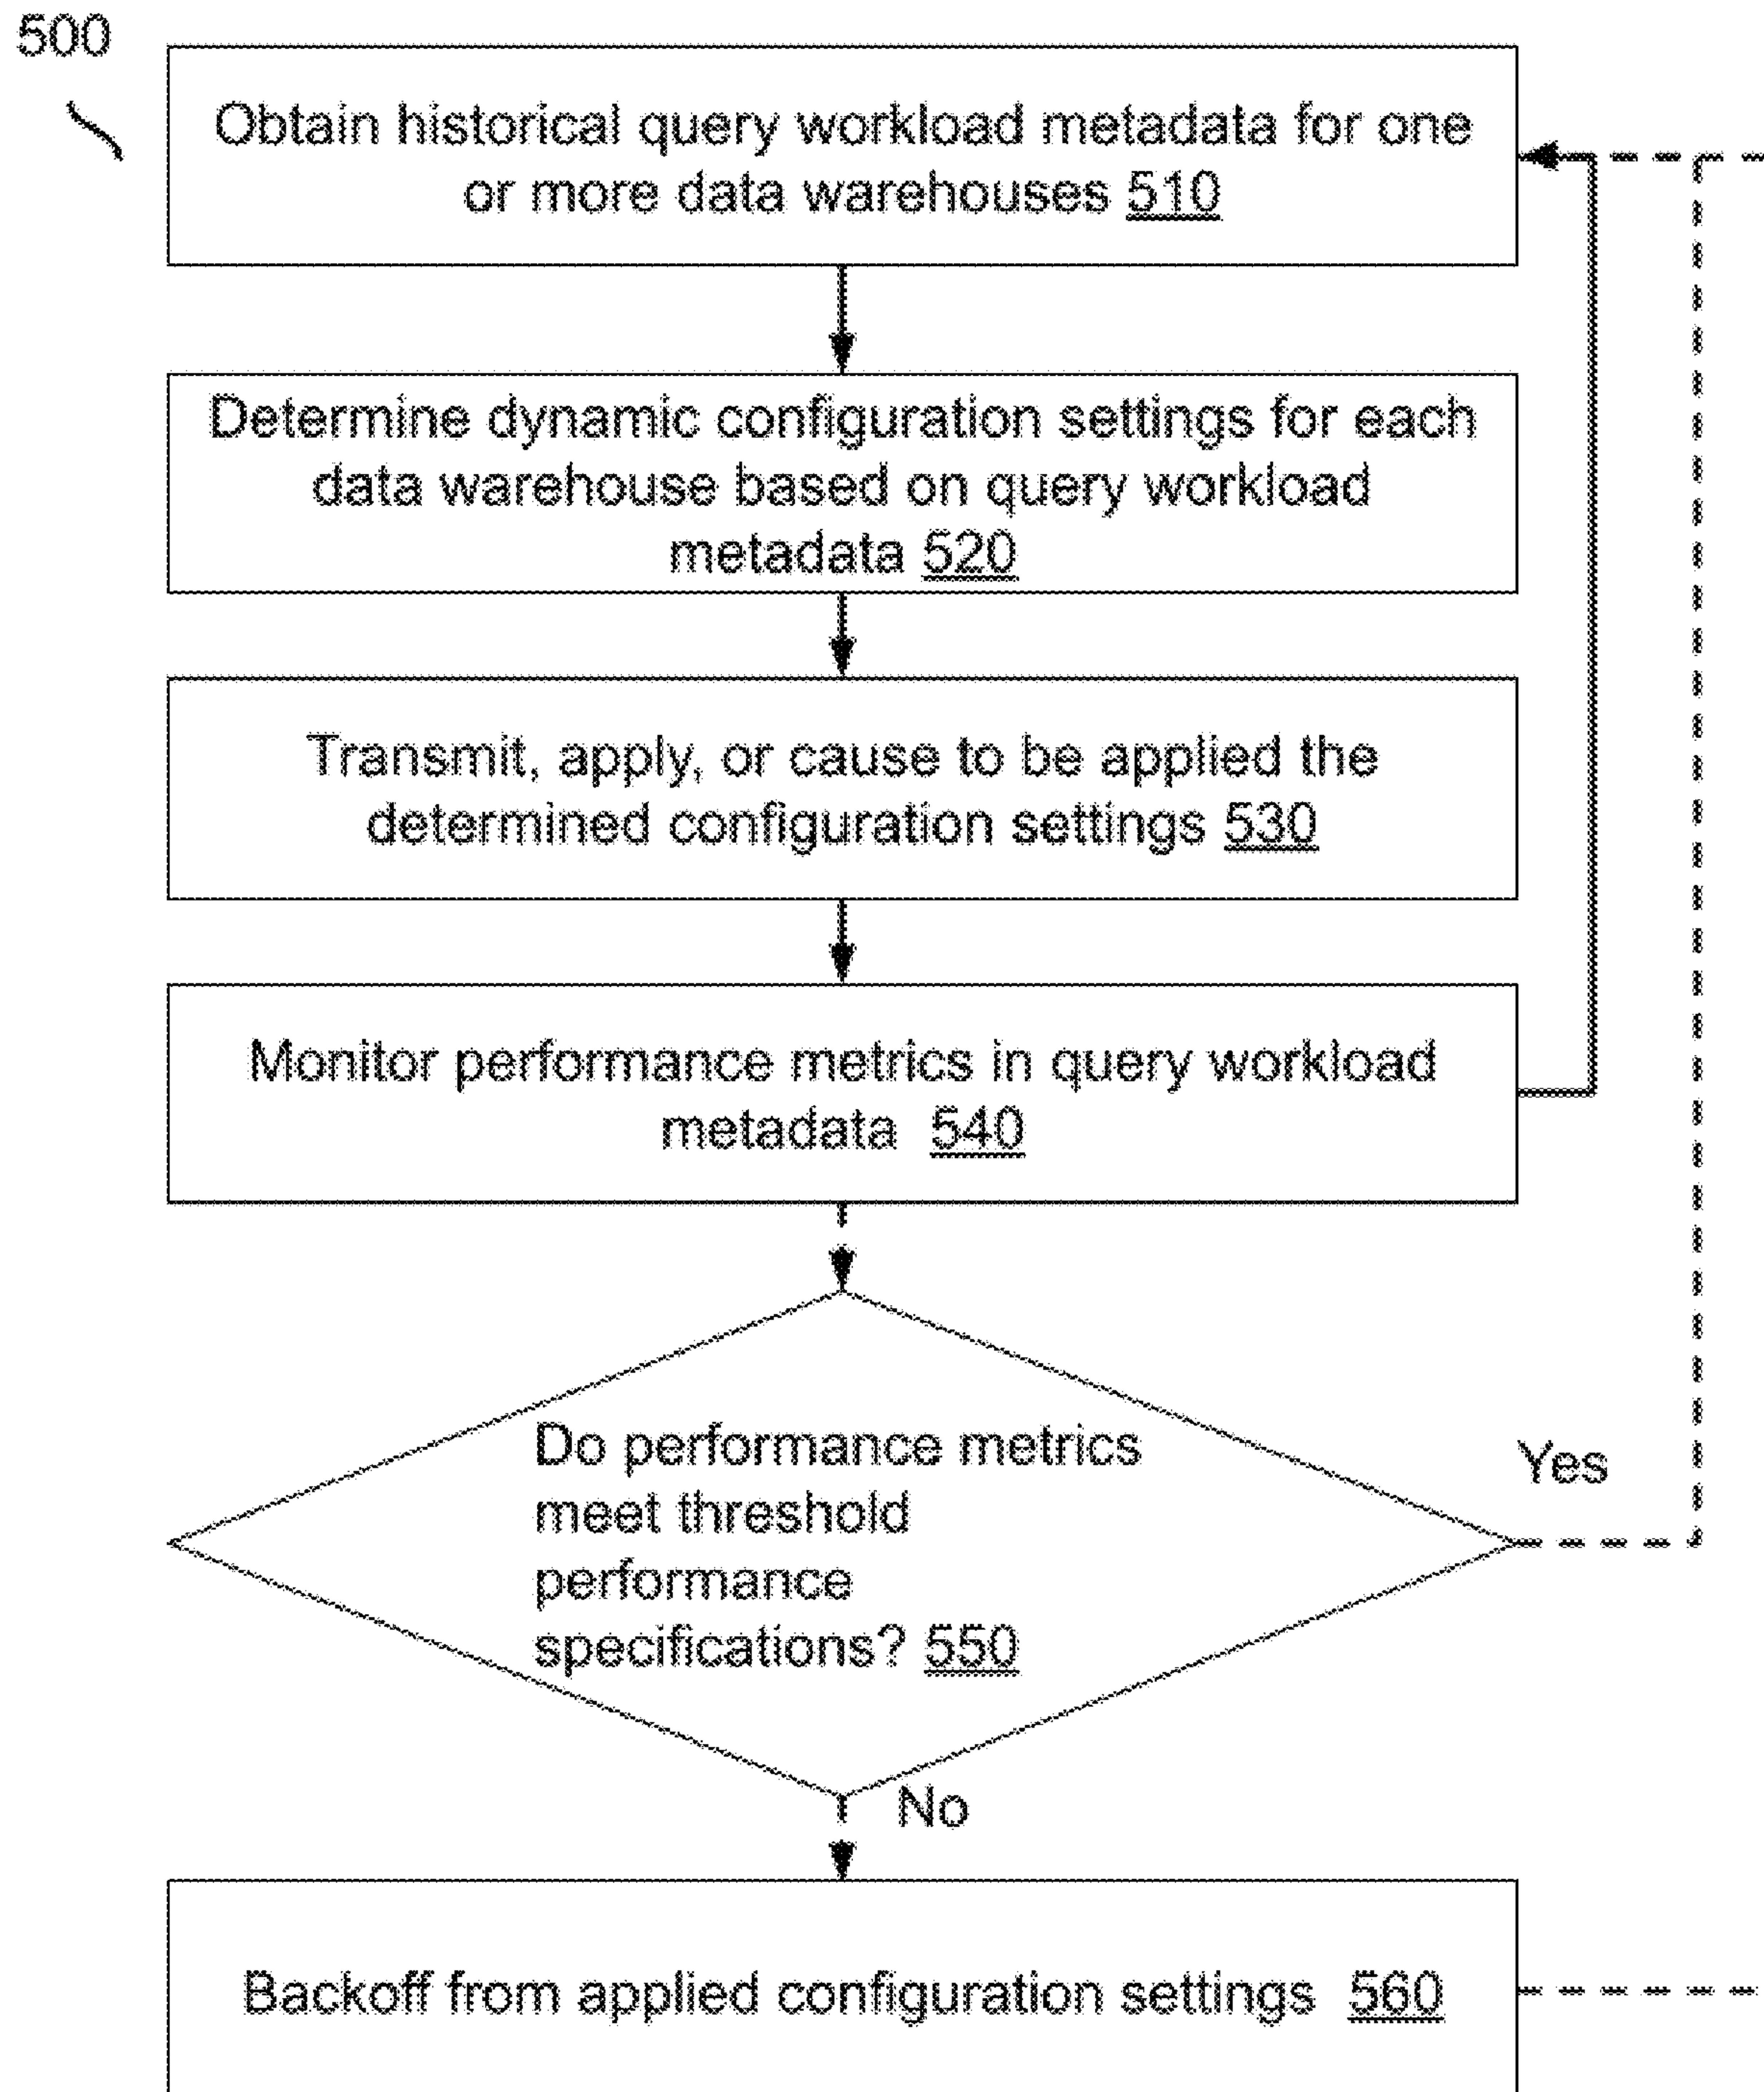 500
Obtain historical query workload metadata for one
or more data warehouses 510
Determine dynamic configuration settings for each
data warehouse based on query workload
metadata 520
Transmit, apply, or cause to be applied the
determined configuration settings 530
Monitor performance metrics in query workload
metadata 540
Do performance metrics
meet threshold
performance
specifications? 550
Yes
No
Backoff from applied configuration settings 560